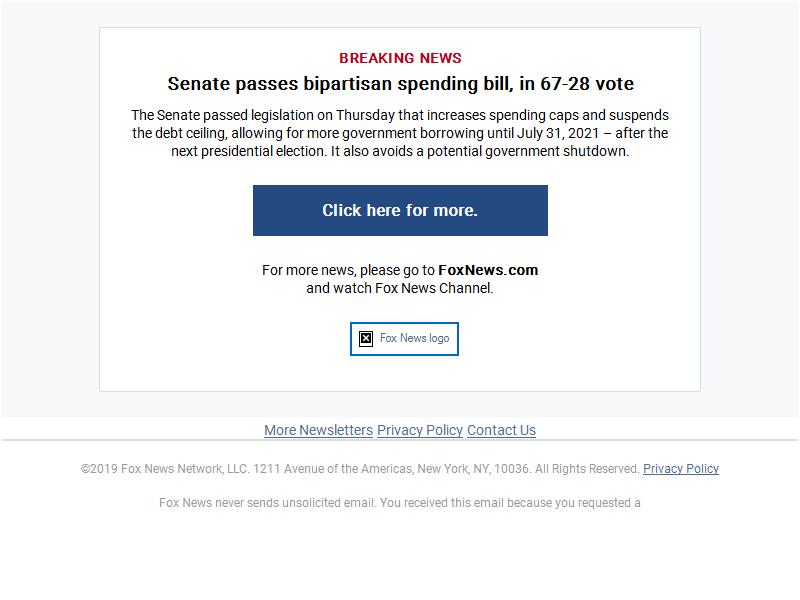 BREAKING NEWS
Senate passes bipartisan spending bill, in 67-28 vote
The Senate passed legislation on Thursday that increases spending caps and suspends
the debt ceiling, allowing for more government borrowing until July 31, 2021 – after the
next presidential election. It also avoids a potential government shutdown.
Click here for more.
For more news, please go to FoxNews.com
and watch Fox News Channel.
Fox News logo
More Newsletters Privacy Policy Contact Us
©2019 Fox News Network, LLC. 1211 Avenue of the Americas, New York, NY, 10036. All Rights Reserved. Privacy Policy
Fox News never sends unsolicited email. You received this email because you requested a